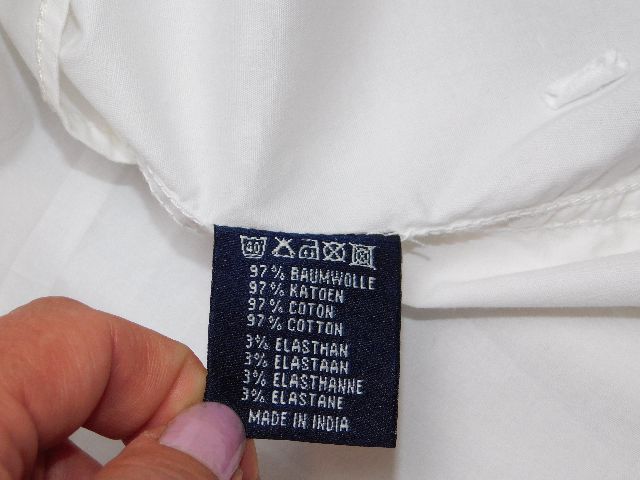 40
97% BAUMWOLLE
97% KATOEN
97% COTON
97% COTTON
3% ELASTHAN
3% ELASTAAN
3% ELASTHANNE
3% ELASTANE
MADE IN INDIA